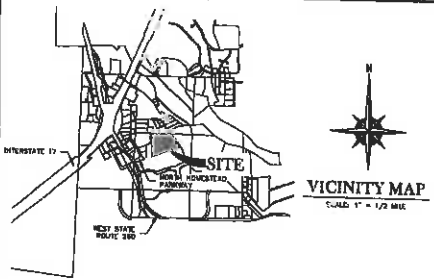 N
INTERSTATE 17
SITE
NORTH HOMESTEAD
PARKWAY
VICINITY MAP
SCALE: 1" = 1/2 MILE
WEST STATE
ROUTE 260